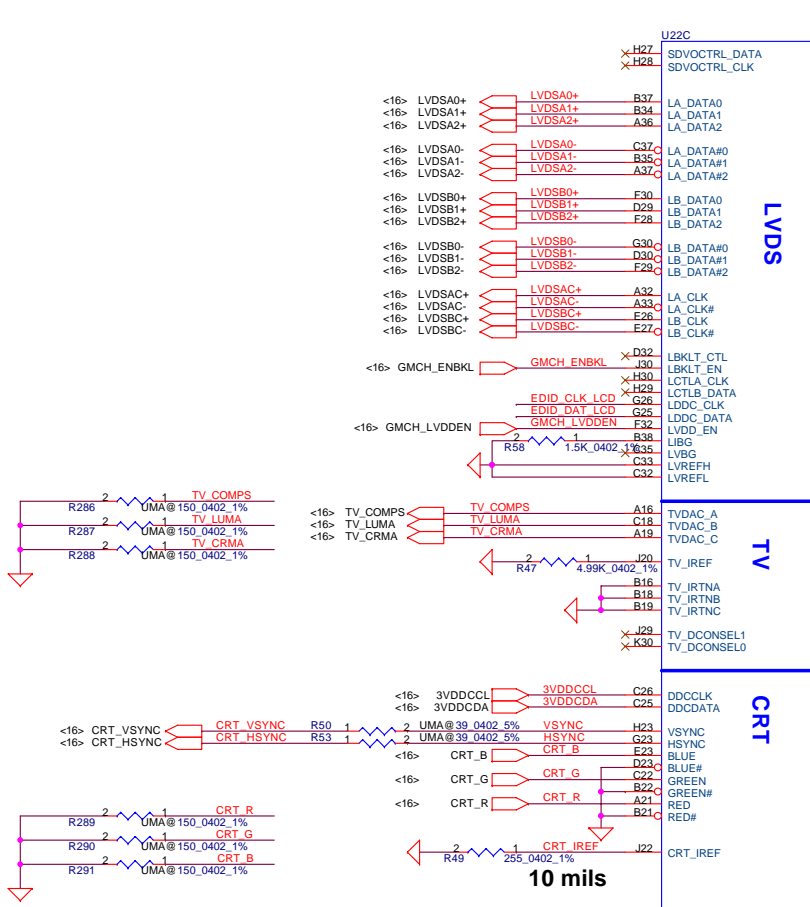 U22C
H27 SDVOCTRL_DATA
H28 SDVOCTRL_CLK
<16> LVDSA0+ LVDSA0+ B37 LA_DATA0
<16> LVDSA1+ LVDSA1+ B34 LA_DATA1
<16> LVDSA2+ LVDSA2+ A36 LA_DATA2
<16> LVDSA0- LVDSA0- C37 LA_DATA#0
<16> LVDSA1- LVDSA1- B35 LA_DATA#1
<16> LVDSA2- LVDSA2- A37 LA_DATA#2
<16> LVDSB0+ LVDSB0+ F30 LB_DATA0
<16> LVDSB1+ LVDSB1+ D29 LB_DATA1
<16> LVDSB2+ LVDSB2+ F28 LB_DATA2
LVDS
<16> LVDSB0- LVDSB0- G30 LB_DATA#0
<16> LVDSB1- LVDSB1- D30 LB_DATA#1
<16> LVDSB2- LVDSB2- F29 LB_DATA#2
<16> LVDSAC+ LVDSAC+ A32 LA_CLK
<16> LVDSAC- LVDSAC- A33 LA_CLK#
<16> LVDSBC+ LVDSBC+ E26 LB_CLK
<16> LVDSBC- LVDSBC- E27 LB_CLK#
D32 LBKLT_CTL
<16> GMCH_ENBKL GMCH_ENBKL J30 LBKLT_EN
H30 LCTLA_CLK
H29 LCTLB_DATA
EDID_CLK_LCD G26 LDDC_CLK
EDID_DAT_LCD G25 LDDC_DATA
<16> GMCH_LVDDEN GMCH_LVDDEN F32 LVDD_EN
2 1 B38 LIBG
R58 1.5K_0402_1% C35 LVBG
C33 LVREFH
C32 LVREFL
2 1 TV_COMPS
R286 UMA@150_0402_1%
2 1 TV_LUMA
R287 UMA@150_0402_1%
2 1 TV_CRMA
R288 UMA@150_0402_1%
<16> TV_COMPS TV_COMPS A16 TVDAC_A
<16> TV_LUMA TV_LUMA C18 TVDAC_B
<16> TV_CRMA TV_CRMA A19 TVDAC_C
TV
2 1 J20 TV_IREF
R47 4.99K_0402_1%
B16 TV_IRTNA
B18 TV_IRTNB
B19 TV_IRTNC
J29 TV_DCONSEL1
K30 TV_DCONSEL0
<16> 3VDDCCL 3VDDCCL C26 DDCCLK
<16> 3VDDCDA 3VDDCDA C25 DDCDATA
CRT
<16> CRT_VSYNC CRT_VSYNC R50 1 2 UMA@39_0402_5% VSYNC H23 VSYNC
<16> CRT_HSYNC CRT_HSYNC R53 1 2 UMA@39_0402_5% HSYNC G23 HSYNC
<16> CRT_B CRT_B E23 BLUE
D23 BLUE#
<16> CRT_G CRT_G C22 GREEN
B22 GREEN#
<16> CRT_R CRT_R A21 RED
B21 RED#
2 1 CRT_R
R289 UMA@150_0402_1%
2 1 CRT_G
R290 UMA@150_0402_1%
2 1 CRT_B
R291 UMA@150_0402_1%
2 1 CRT_IREF J22 CRT_IREF
R49 255_0402_1%
10 mils